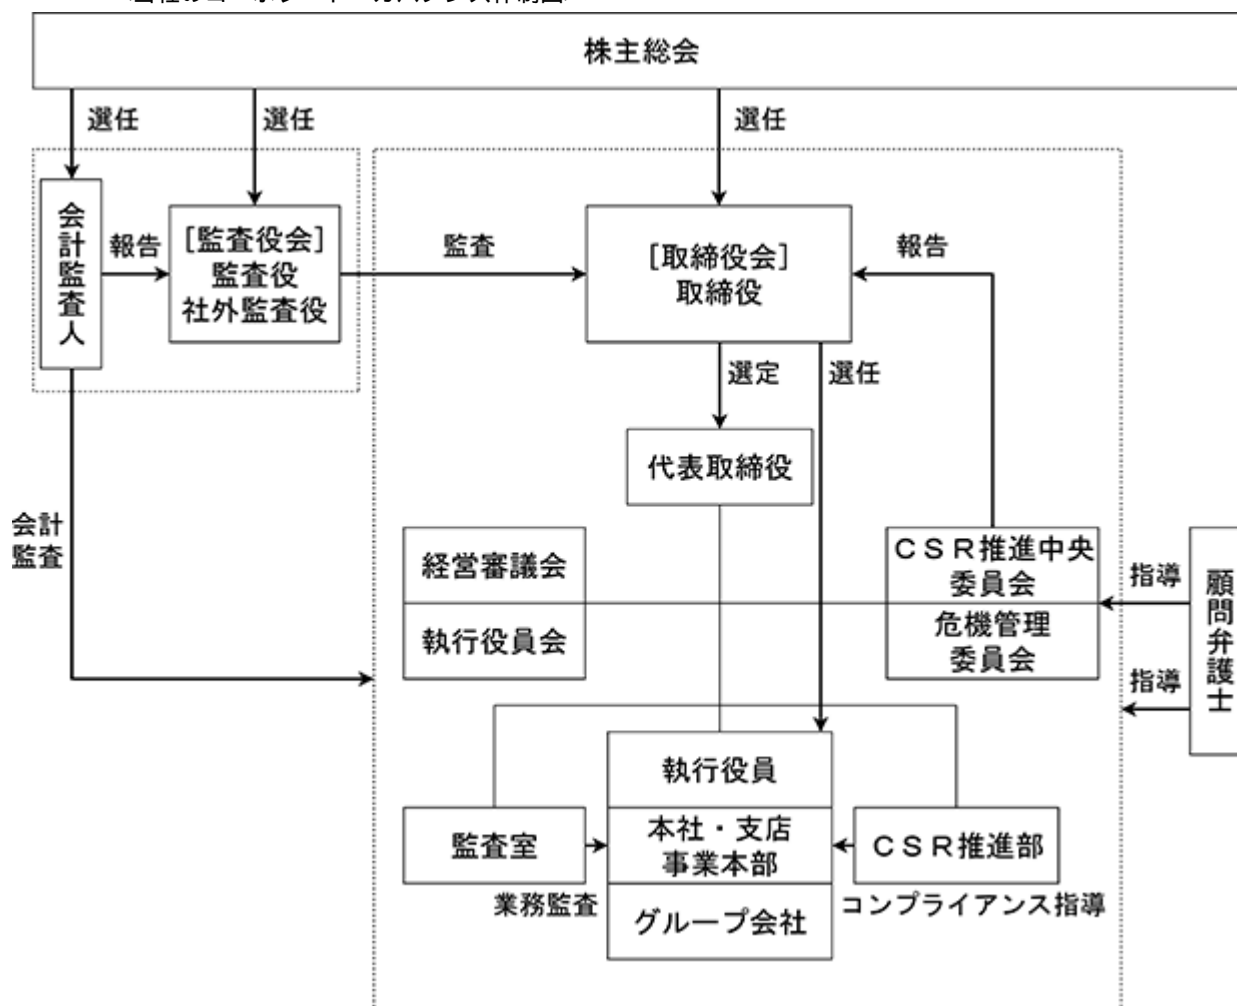 株主総会
選任
選任
選任
会計監査人
報告
[監査役会]
監査役
社外監査役
監査
[取締役会]
取締役
報告
選定
選任
代表取締役
会計
監査
経営審議会
執行役員会
CSR推進中央
委員会
危機管理
委員会
指導
指導
顧問弁護士
執行役員
本社・支店
事業本部
グループ会社
監査室
業務監査
CSR推進部
コンプライアンス指導